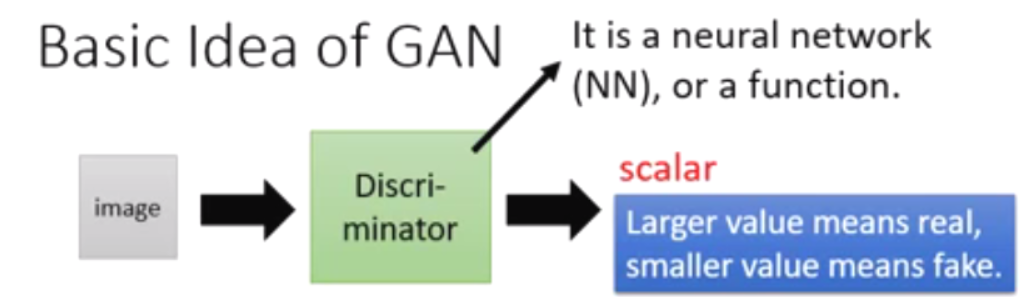 Basic Idea of GAN
It is a neural network
(NN), or a function.
image
Discri-
minator
scalar
Larger value means real,
smaller value means fake.